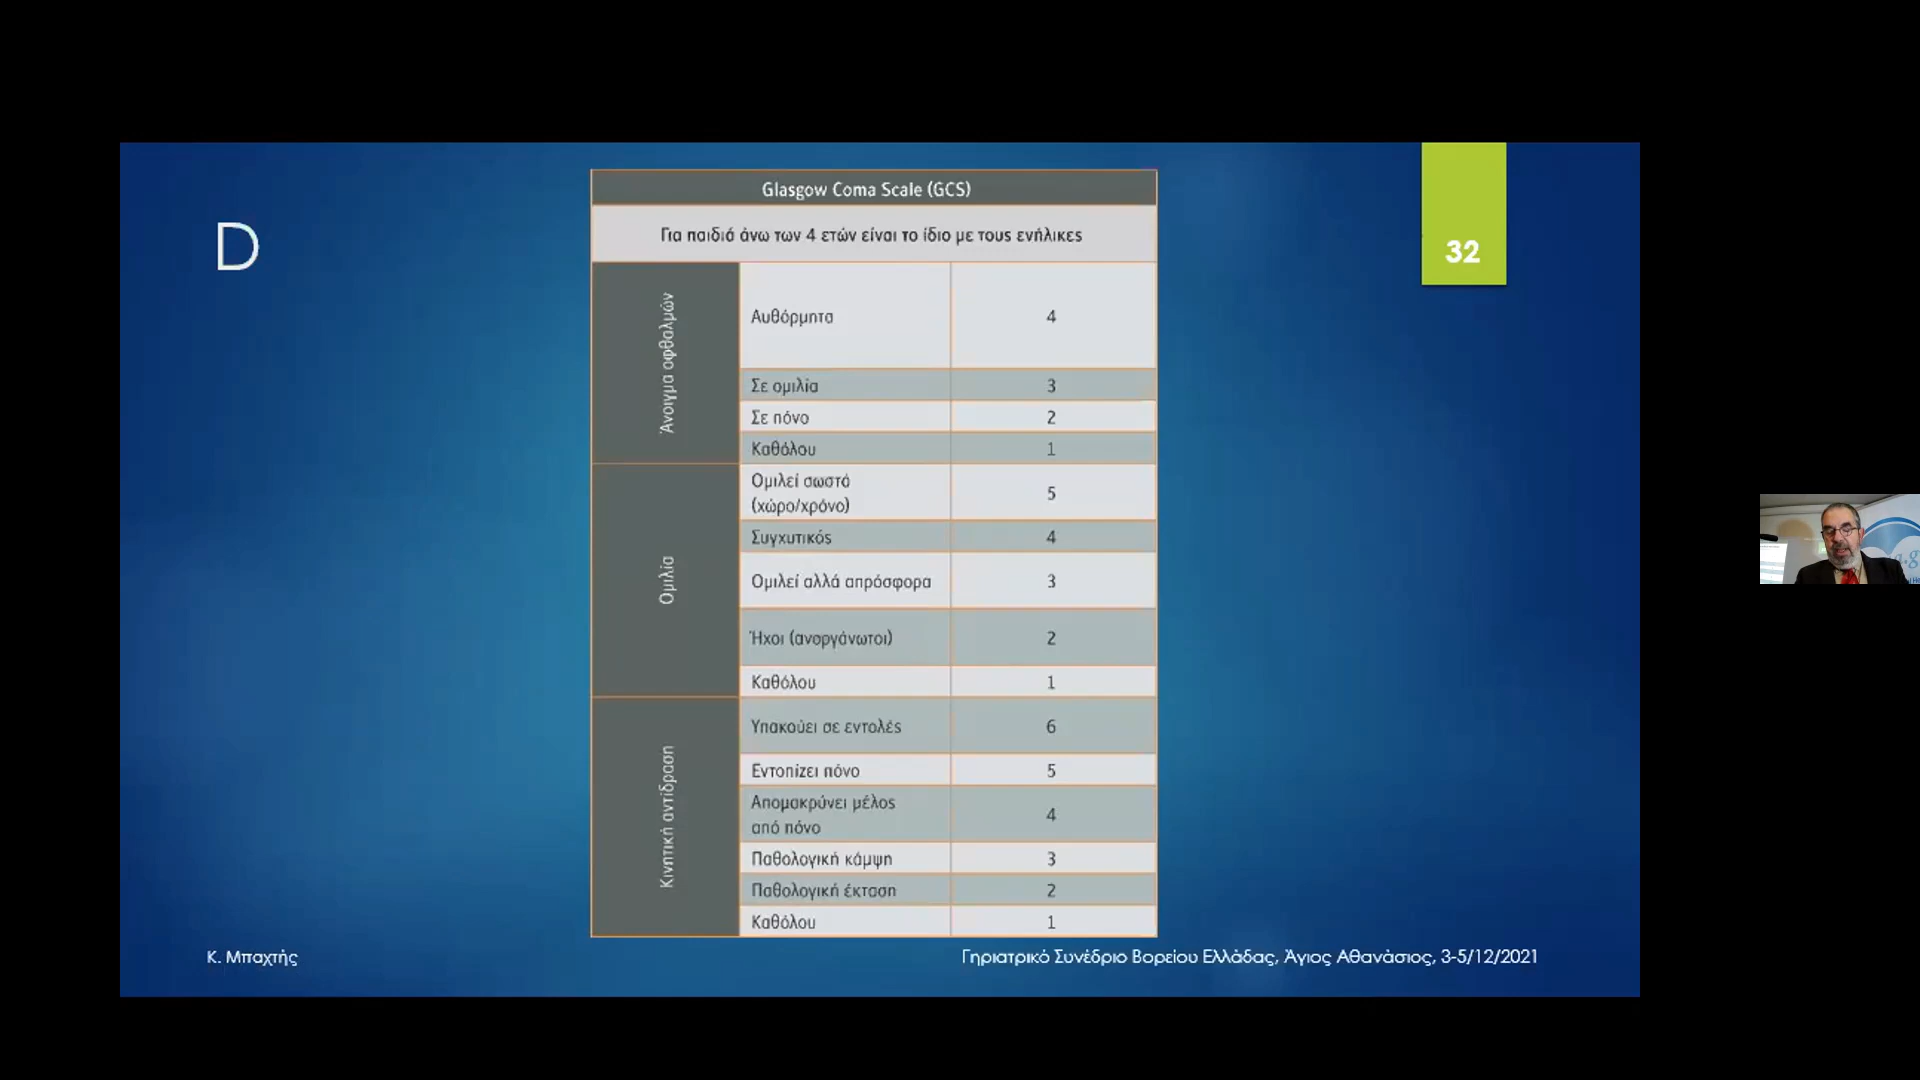 Glasgow Coma Scale (GCS)
Για παιδιά άνω των 4 ετών είναι το ίδιο με τους ενήλικες
D
32
Άνοιγμα οφθαλμών
Αυθόρμητα 4
Σε ομιλία 3
Σε πόνο 2
Καθόλου 1
Ομιλία
Ομιλεί σωστά
(χώρο/χρόνο) 5
Συγχυτικός 4
Ομιλεί αλλά απρόσφορα 3
Ήχοι (ανοργάνωτοι) 2
Καθόλου 1
Κινητική αντίδραση
Υπακούει σε εντολές 6
Εντοπίζει πόνο 5
Απομακρύνει μέλος
από πόνο 4
Παθολογική κάμψη 3
Παθολογική έκταση 2
Καθόλου 1
Κ. Μπαχτής
Γηριατρικό Συνέδριο Βορείου Ελλάδας, Άγιος Αθανάσιος, 3-5/12/2021